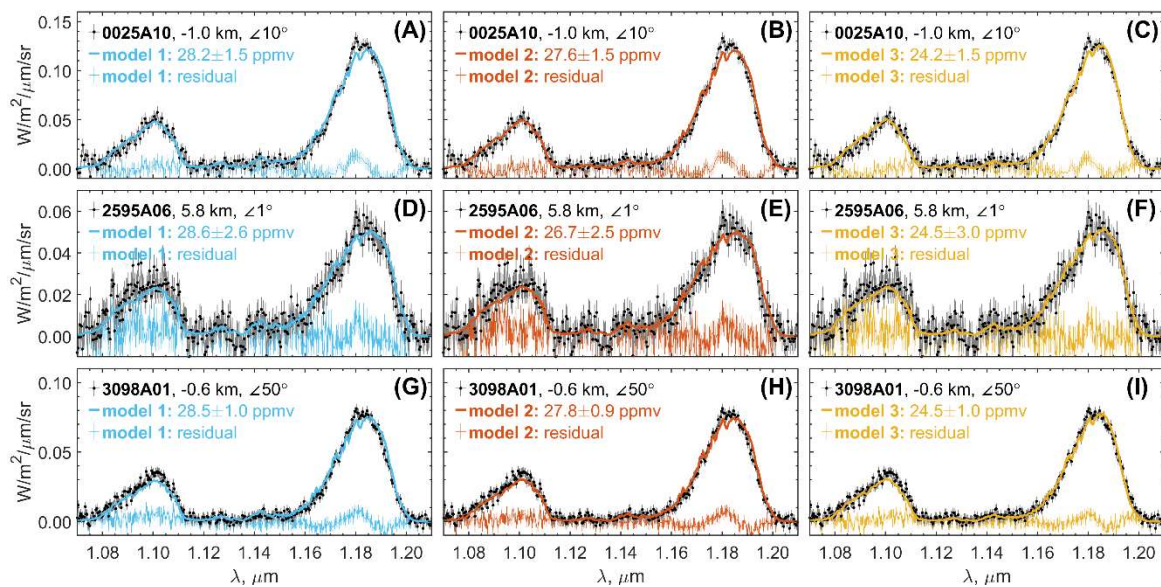 W/m²/μm/sr
0.15
0.10
0.05
0.00
0025A10, -1.0 km, ∠10°
model 1: 28.2±1.5 ppmv
model 1: residual
(A)
0025A10, -1.0 km, ∠10°
model 2: 27.6±1.5 ppmv
model 2: residual
(B)
0025A10, -1.0 km, ∠10°
model 3: 24.2±1.5 ppmv
model 3: residual
(C)
W/m²/μm/sr
0.06
0.04
0.02
0.00
2595A06, 5.8 km, ∠1°
model 1: 28.6±2.6 ppmv
model 1: residual
(D)
2595A06, 5.8 km, ∠1°
model 2: 26.7±2.5 ppmv
model 2: residual
(E)
2595A06, 5.8 km, ∠1°
model 3: 24.5±3.0 ppmv
model 3: residual
(F)
W/m²/μm/sr
0.10
0.05
0.00
3098A01, -0.6 km, ∠50°
model 1: 28.5±1.0 ppmv
model 1: residual
(G)
3098A01, -0.6 km, ∠50°
model 2: 27.8±0.9 ppmv
model 2: residual
(H)
3098A01, -0.6 km, ∠50°
model 3: 24.5±1.0 ppmv
model 3: residual
(I)
1.08 1.10 1.12 1.14 1.16 1.18 1.20
1.08 1.10 1.12 1.14 1.16 1.18 1.20
1.08 1.10 1.12 1.14 1.16 1.18 1.20
λ, μm
λ, μm
λ, μm